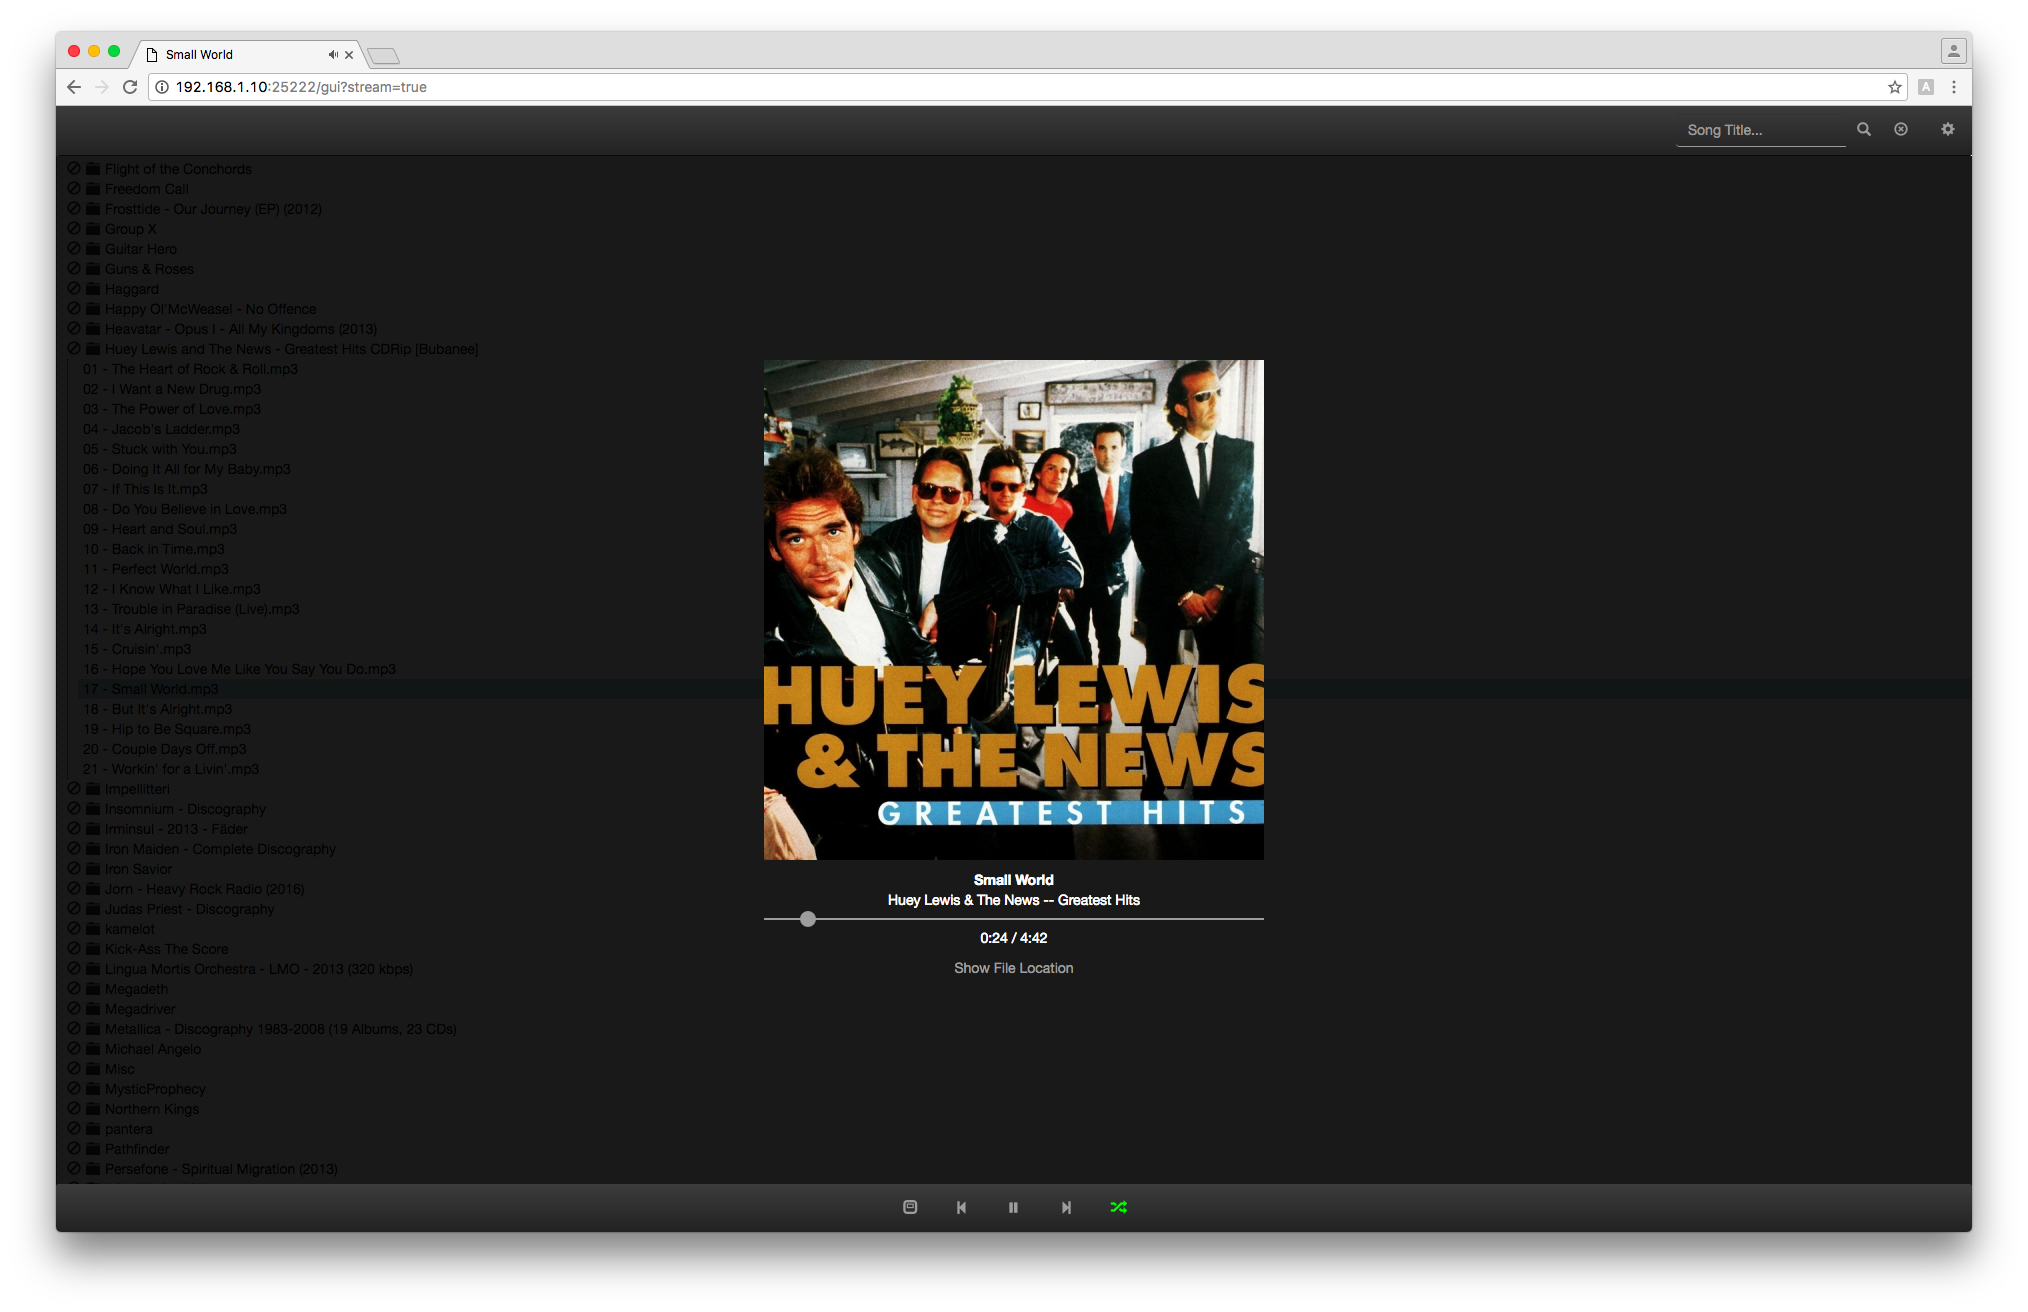 Small World
192.168.1.10:25222/gui?stream=true
A
Song Title...
Flight of the Conchords
Freedom Call
Frosttide - Our Journey (EP) (2012)
Group X
Guitar Hero
Guns & Roses
Haggard
Happy Ol'McWeasel - No Offence
Heavatar - Opus I - All My Kingdoms (2013)
Huey Lewis and The News - Greatest Hits CDRip [Bubanee]
01 - The Heart of Rock & Roll.mp3
02 - I Want a New Drug.mp3
03 - The Power of Love.mp3
04 - Jacob's Ladder.mp3
05 - Stuck with You.mp3
06 - Doing It All for My Baby.mp3
07 - If This Is It.mp3
08 - Do You Believe in Love.mp3
09 - Heart and Soul.mp3
10 - Back in Time.mp3
11 - Perfect World.mp3
12 - I Know What I Like.mp3
13 - Trouble in Paradise (Live).mp3
14 - It's Alright.mp3
15 - Cruisin'.mp3
16 - Hope You Love Me Like You Say You Do.mp3
17 - Small World.mp3
18 - But It's Alright.mp3
19 - Hip to Be Square.mp3
20 - Couple Days Off.mp3
21 - Workin' for a Livin'.mp3
Impellitteri
Insomnium - Discography
Irminsul - 2013 - Fäder
Iron Maiden - Complete Discography
Iron Savior
Jorn - Heavy Rock Radio (2016)
Judas Priest - Discography
kamelot
Kick-Ass The Score
Lingua Mortis Orchestra - LMO - 2013 (320 kbps)
Megadeth
Megadriver
Metallica - Discography 1983-2008 (19 Albums, 23 CDs)
Michael Angelo
Misc
MysticProphecy
Northern Kings
pantera
Pathfinder
Persefone - Spiritual Migration (2013)
HUEY LEWIS
& THE NEWS
GREATEST HITS
Small World
Huey Lewis & The News -- Greatest Hits
0:24 / 4:42
Show File Location